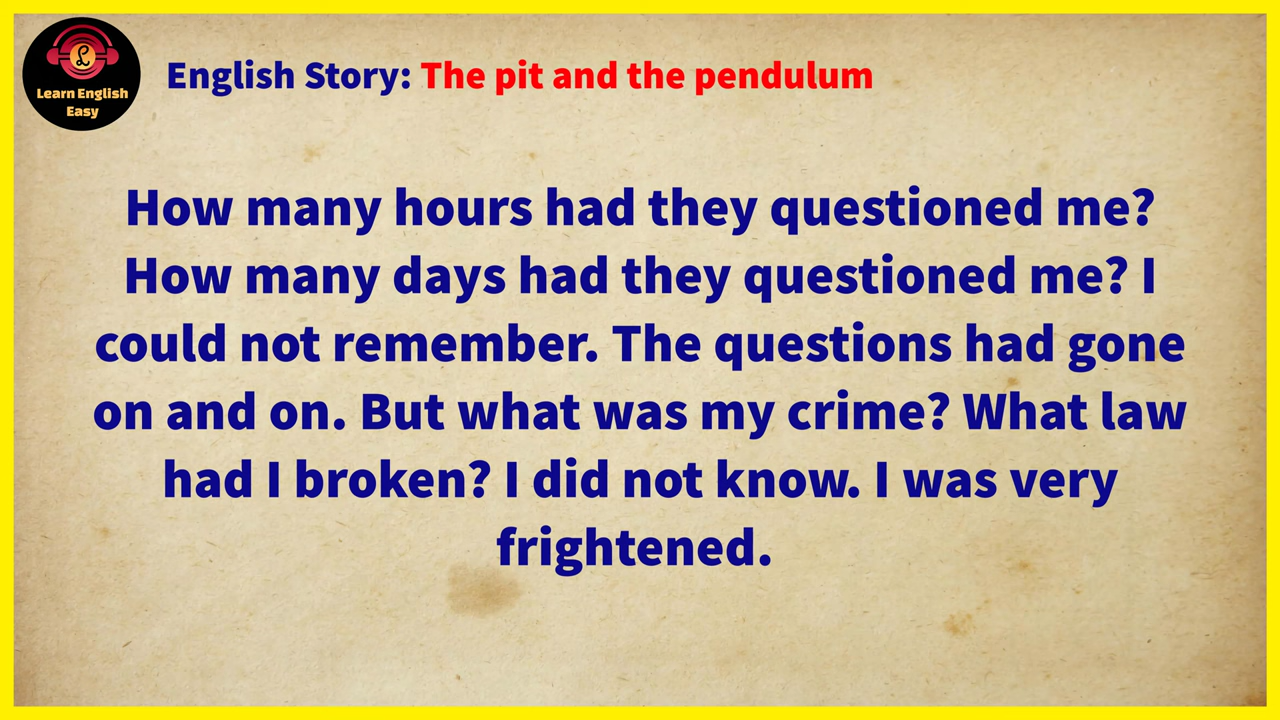 Learn English
Easy
English Story: The pit and the pendulum
How many hours had they questioned me?
How many days had they questioned me? I
could not remember. The questions had gone
on and on. But what was my crime? What law
had I broken? I did not know. I was very
frightened.